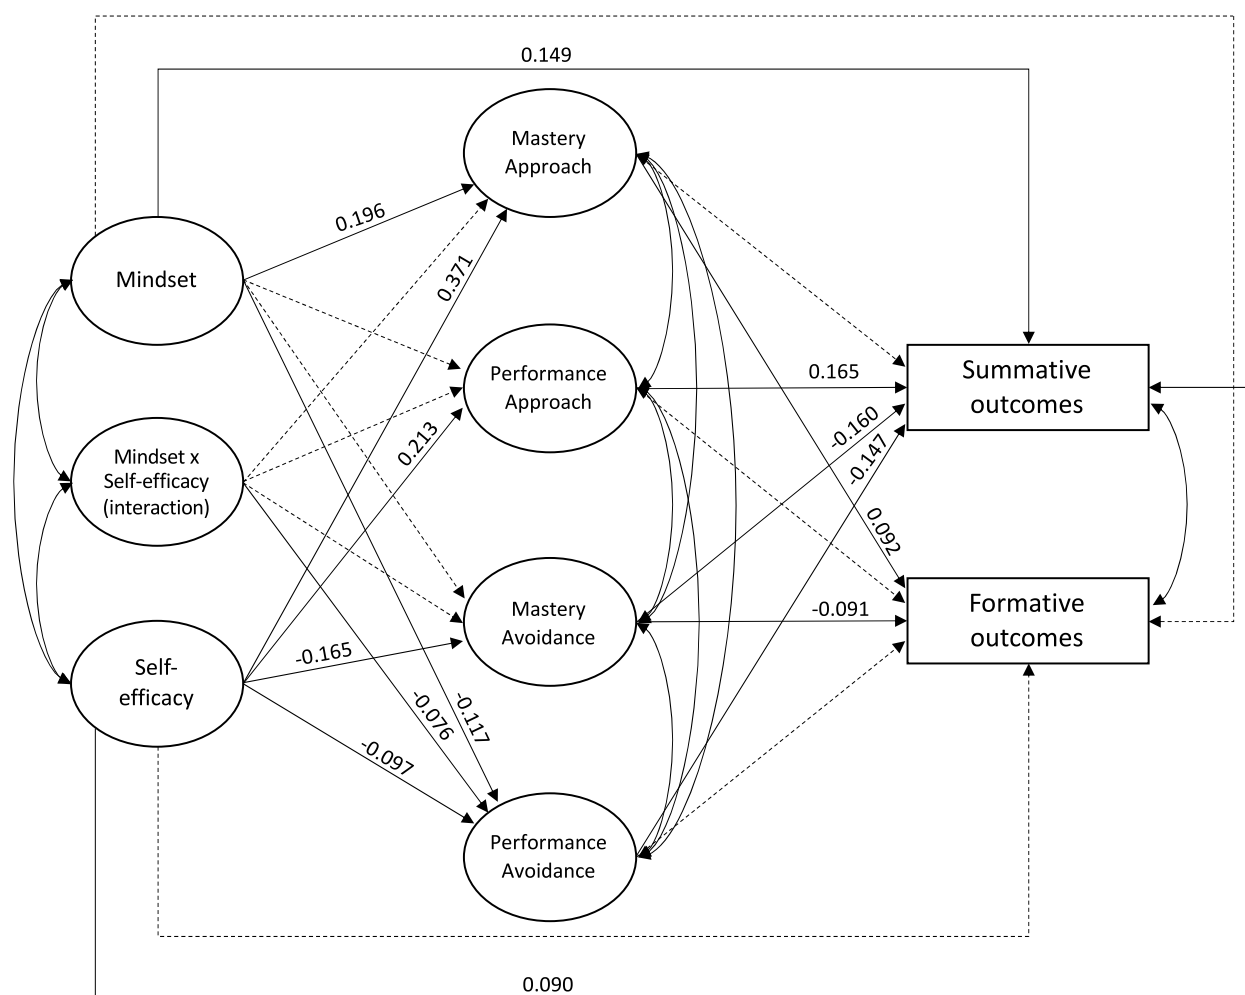 0.149
Mastery
Approach
0.196
0.371
Mindset
Performance
Approach
0.165
Summative
outcomes
0.213
-0.160
-0.147
Mindset x
Self-efficacy
(interaction)
0.092
Mastery
Avoidance
-0.091
Formative
outcomes
Self-
efficacy
-0.165
-0.076
-0.117
-0.097
Performance
Avoidance
0.090